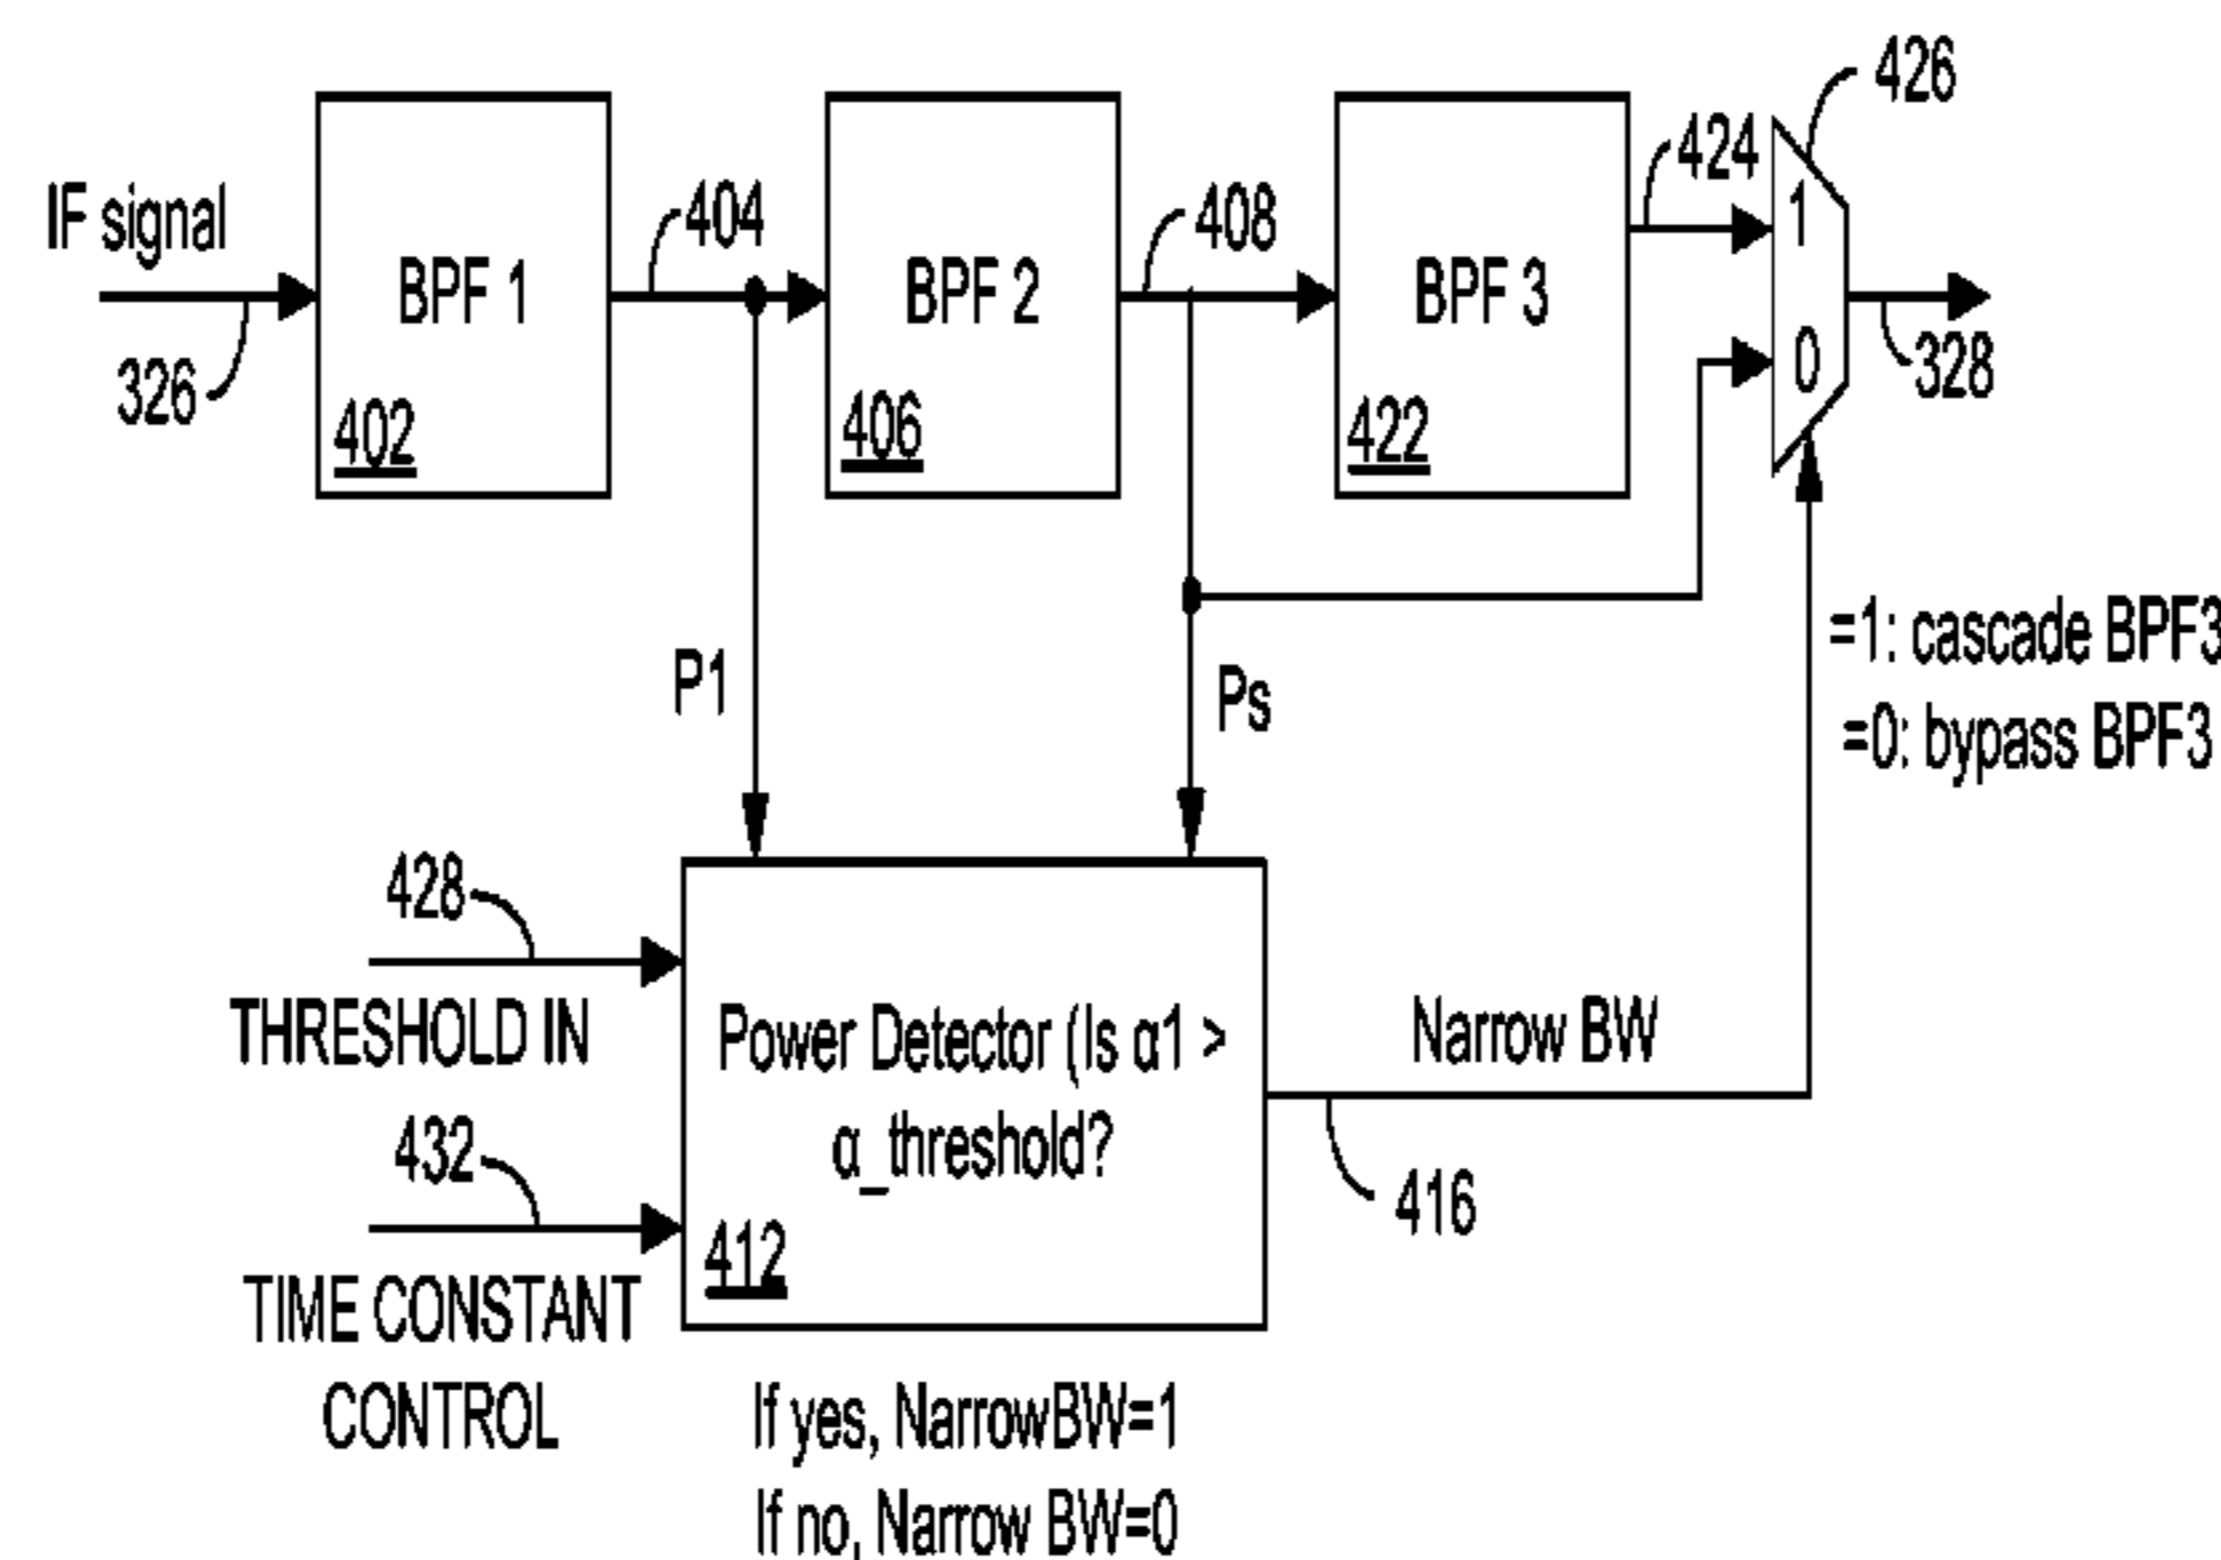 426
424
1
IF signal
404
408
BPF 1
BPF 2
BPF 3
326
402
406
422
0
328
=1: cascade BPF3
=0: bypass BPF3
P1
Ps
428
THRESHOLD IN
Power Detector (Is α1 >
α_threshold?
Narrow BW
432
416
412
TIME CONSTANT
CONTROL
If yes, NarrowBW=1
If no, Narrow BW=0